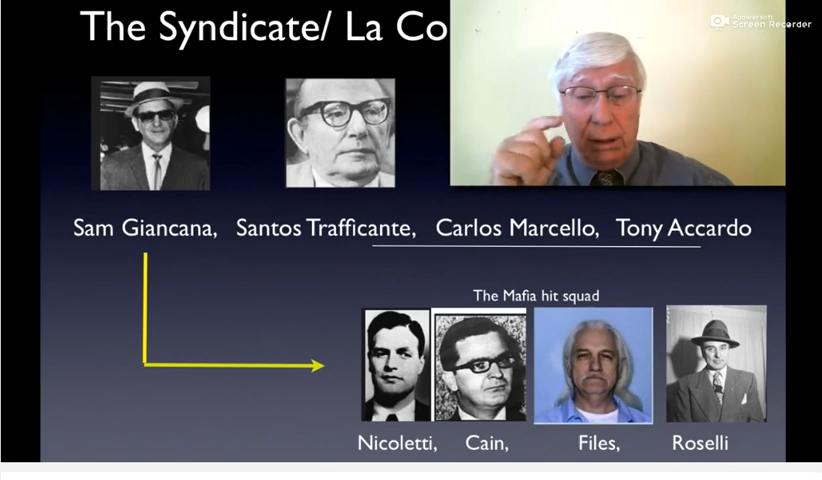 The Syndicate/ La Co
Apowersoft
Screen Recorder
Sam Giancana, Santos Trafficante, Carlos Marcello, Tony Accardo
The Mafia hit squad
Nicoletti, Cain, Files, Roselli